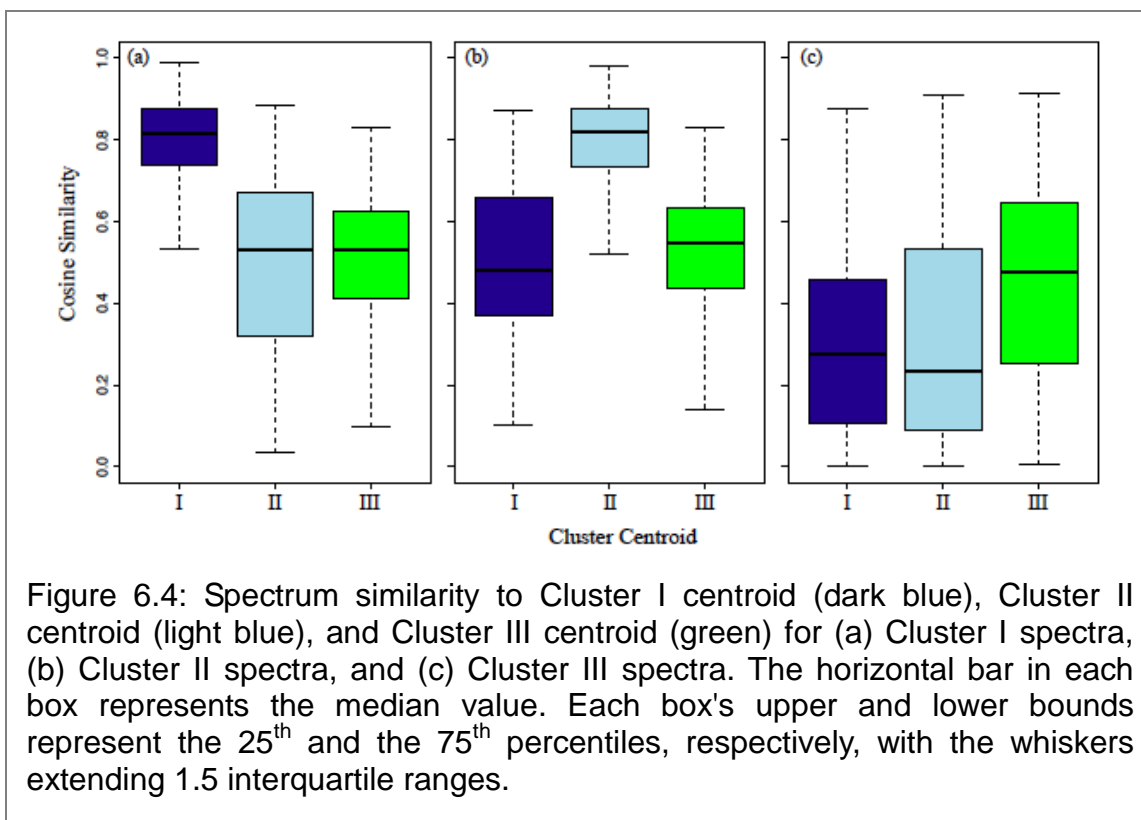 (a) (b) (c)
1.0
0.8
0.6
0.4
0.2
0.0
Cosine Similarity
I II III I II III I II III
Cluster Centroid
Figure 6.4: Spectrum similarity to Cluster I centroid (dark blue), Cluster II
centroid (light blue), and Cluster III centroid (green) for (a) Cluster I spectra,
(b) Cluster II spectra, and (c) Cluster III spectra. The horizontal bar in each
box represents the median value. Each box's upper and lower bounds
represent the 25th and the 75th percentiles, respectively, with the whiskers
extending 1.5 interquartile ranges.